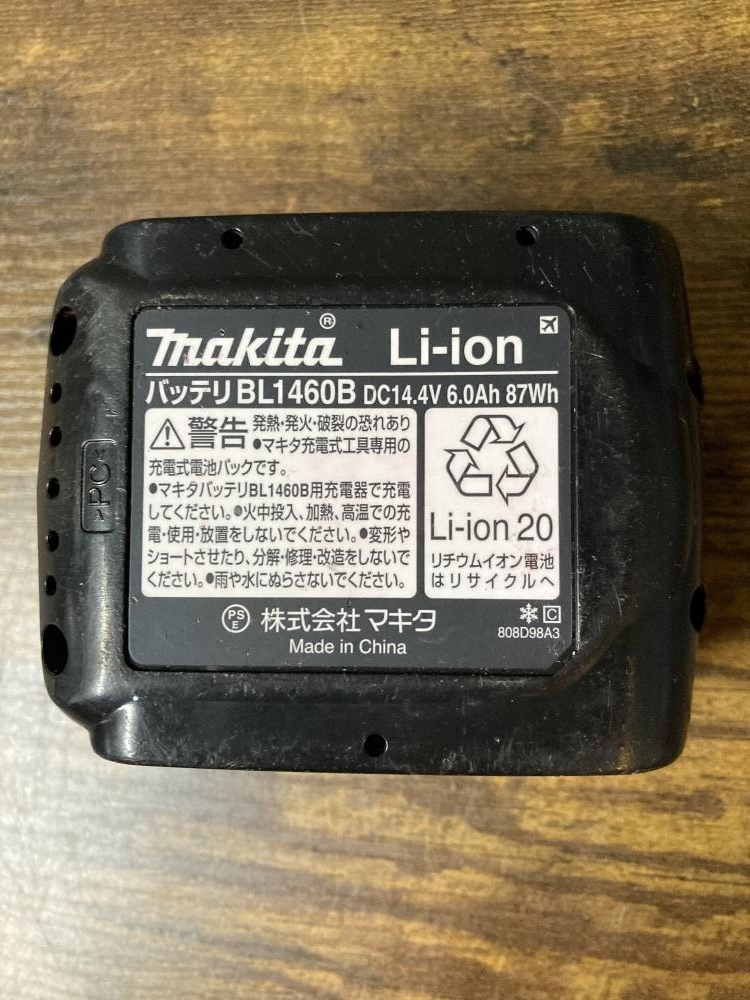 makita® Li-ion
バッテリ BL1460B DC14.4V 6.0Ah 87Wh
警告 発熱・発火・破裂の恐れあり
●マキタ充電式工具専用の
充電式電池パックです。
●マキタバッテリBL1460B用充電器で充電
してください。●火中投入、加熱、高温での充
電・使用・放置をしないでください。●変形や
ショートさせたり、分解・修理・改造をしないで
ください。●雨や水にぬらさないでください。
Li-ion 20
リチウムイオン電池
はリサイクルへ
>PC<
PS
E
株式会社マキタ
Made in China
C
808D98A3